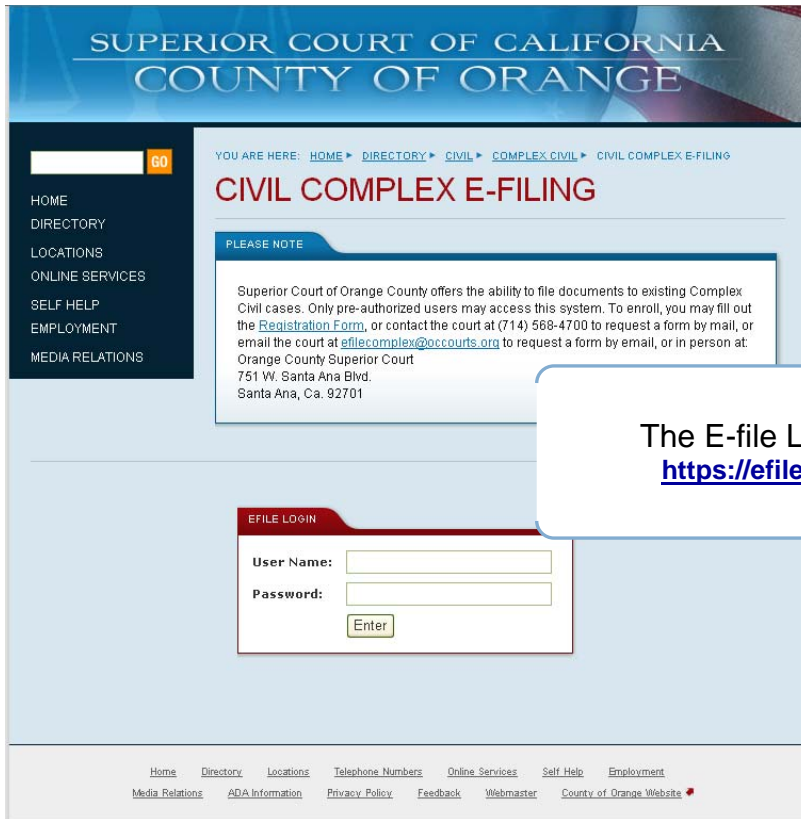 SUPERIOR COURT OF CALIFORNIA
COUNTY OF ORANGE
GO
HOME
DIRECTORY
LOCATIONS
ONLINE SERVICES
SELF HELP
EMPLOYMENT
MEDIA RELATIONS
YOU ARE HERE: HOME DIRECTORY CIVIL COMPLEX CIVIL CIVIL COMPLEX E-FILING
CIVIL COMPLEX E-FILING
PLEASE NOTE
Superior Court of Orange County offers the ability to file documents to existing Complex
Civil cases. Only pre-authorized users may access this system. To enroll, you may fill out
the Registration Form, or contact the court at (714) 568-4700 to request a form by mail, or
email the court at efilecomplex@occourts.org to request a form by email, or in person at:
Orange County Superior Court
751 W. Santa Ana Blvd.
Santa Ana, Ca. 92701
The E-file L
https://efile
EFILE LOGIN
User Name:
Password:
Enter
Home Directory Locations Telephone Numbers Online Services Self Help Employment
Media Relations ADA Information Privacy Policy Feedback Webmaster County of Orange Website